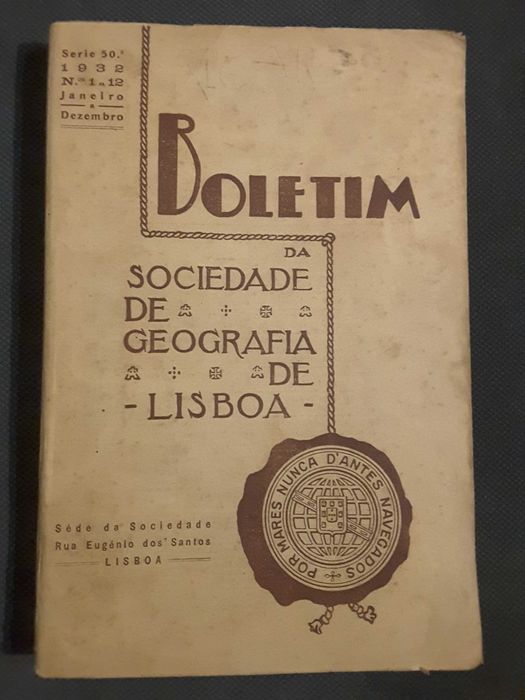 Serie 50.ª
1932
N.os 1 a 12
Janeiro
a
Dezembro
BOLETIM
DA
SOCIEDADE
DE
GEOGRAFIA
DE
- LISBOA -
POR MARES NUNCA D'ANTES NAVEGADOS
Séde da Sociedade
Rua Eugénio dos Santos
LISBOA